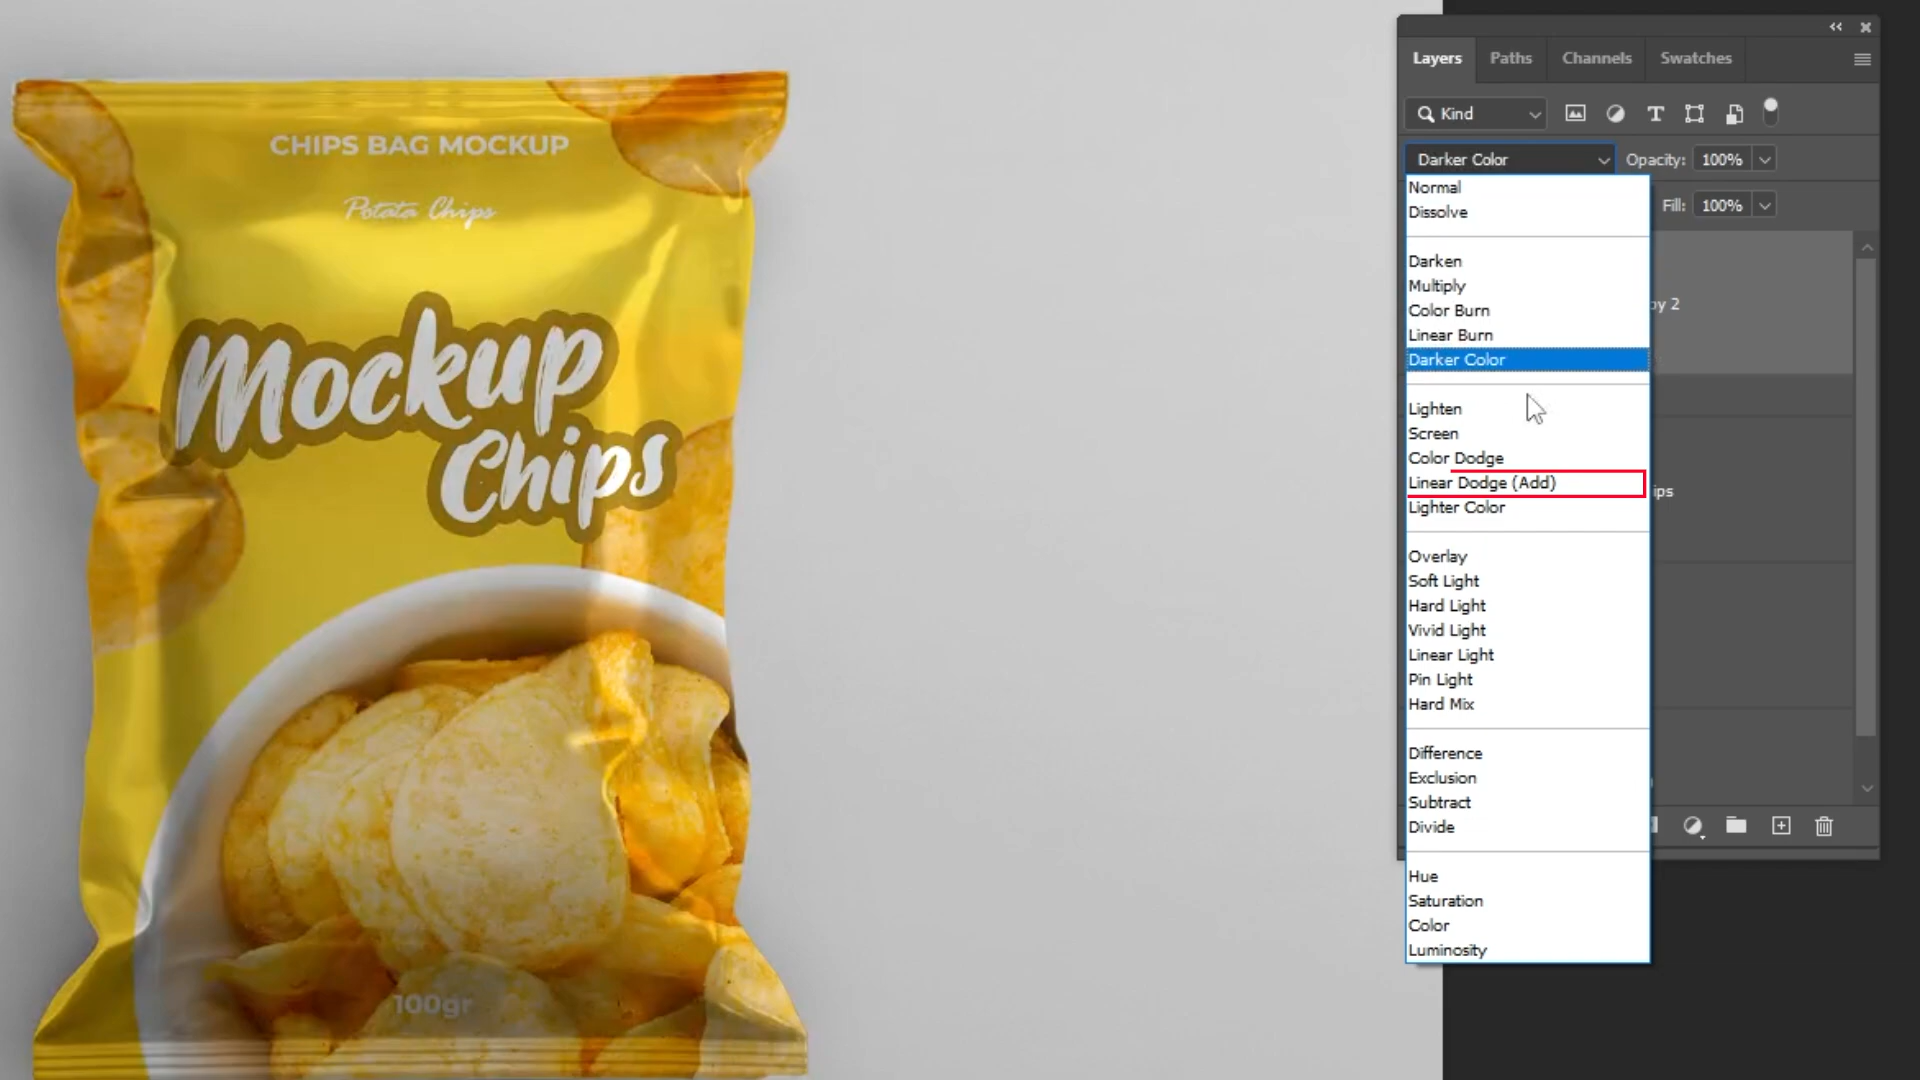 CHIPS BAG MOCKUP
Potata Chips
Mockup
Chips
100gr
Layers
Paths
Channels
Swatches
Kind
Darker Color
Opacity:
100%
Normal
Dissolve
Fill:
100%
Darken
Multiply
Color Burn
Linear Burn
Darker Color
Lighten
Screen
Color Dodge
Linear Dodge (Add)
Lighter Color
Overlay
Soft Light
Hard Light
Vivid Light
Linear Light
Pin Light
Hard Mix
Difference
Exclusion
Subtract
Divide
Hue
Saturation
Color
Luminosity
py 2
ips